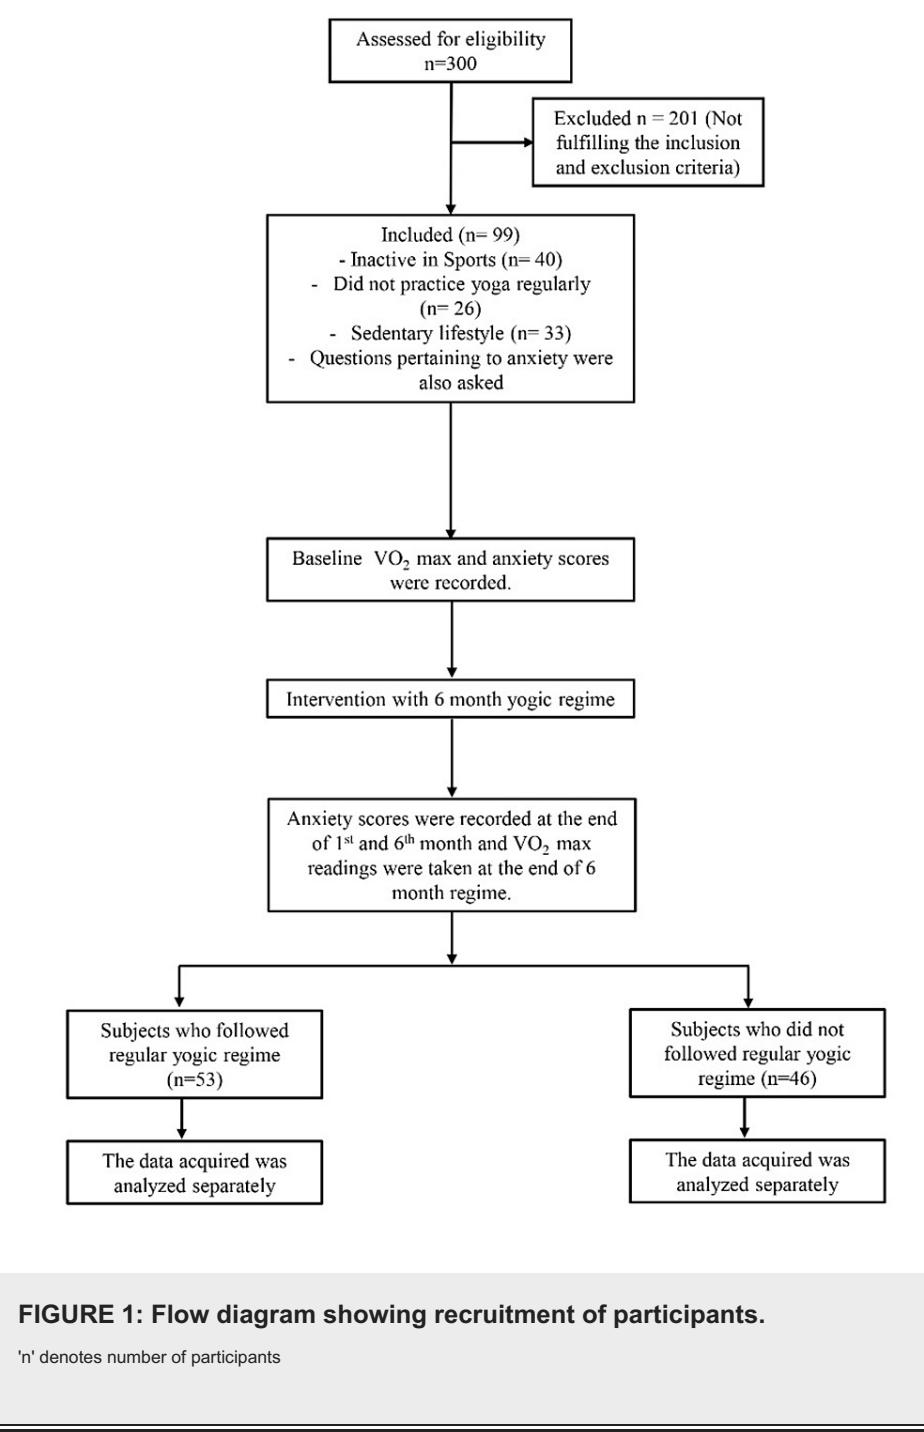 Assessed for eligibility
n=300
Excluded n = 201 (Not
fulfilling the inclusion
and exclusion criteria)
Included (n= 99)
- Inactive in Sports (n= 40)
- Did not practice yoga regularly
(n= 26)
- Sedentary lifestyle (n= 33)
- Questions pertaining to anxiety were
also asked
Baseline VO₂ max and anxiety scores
were recorded.
Intervention with 6 month yogic regime
Anxiety scores were recorded at the end
of 1ˢᵗ and 6ᵗʰ month and VO₂ max
readings were taken at the end of 6
month regime.
Subjects who followed
regular yogic regime
(n=53)
Subjects who did not
followed regular yogic
regime (n=46)
The data acquired was
analyzed separately
The data acquired was
analyzed separately
FIGURE 1: Flow diagram showing recruitment of participants.
'n' denotes number of participants